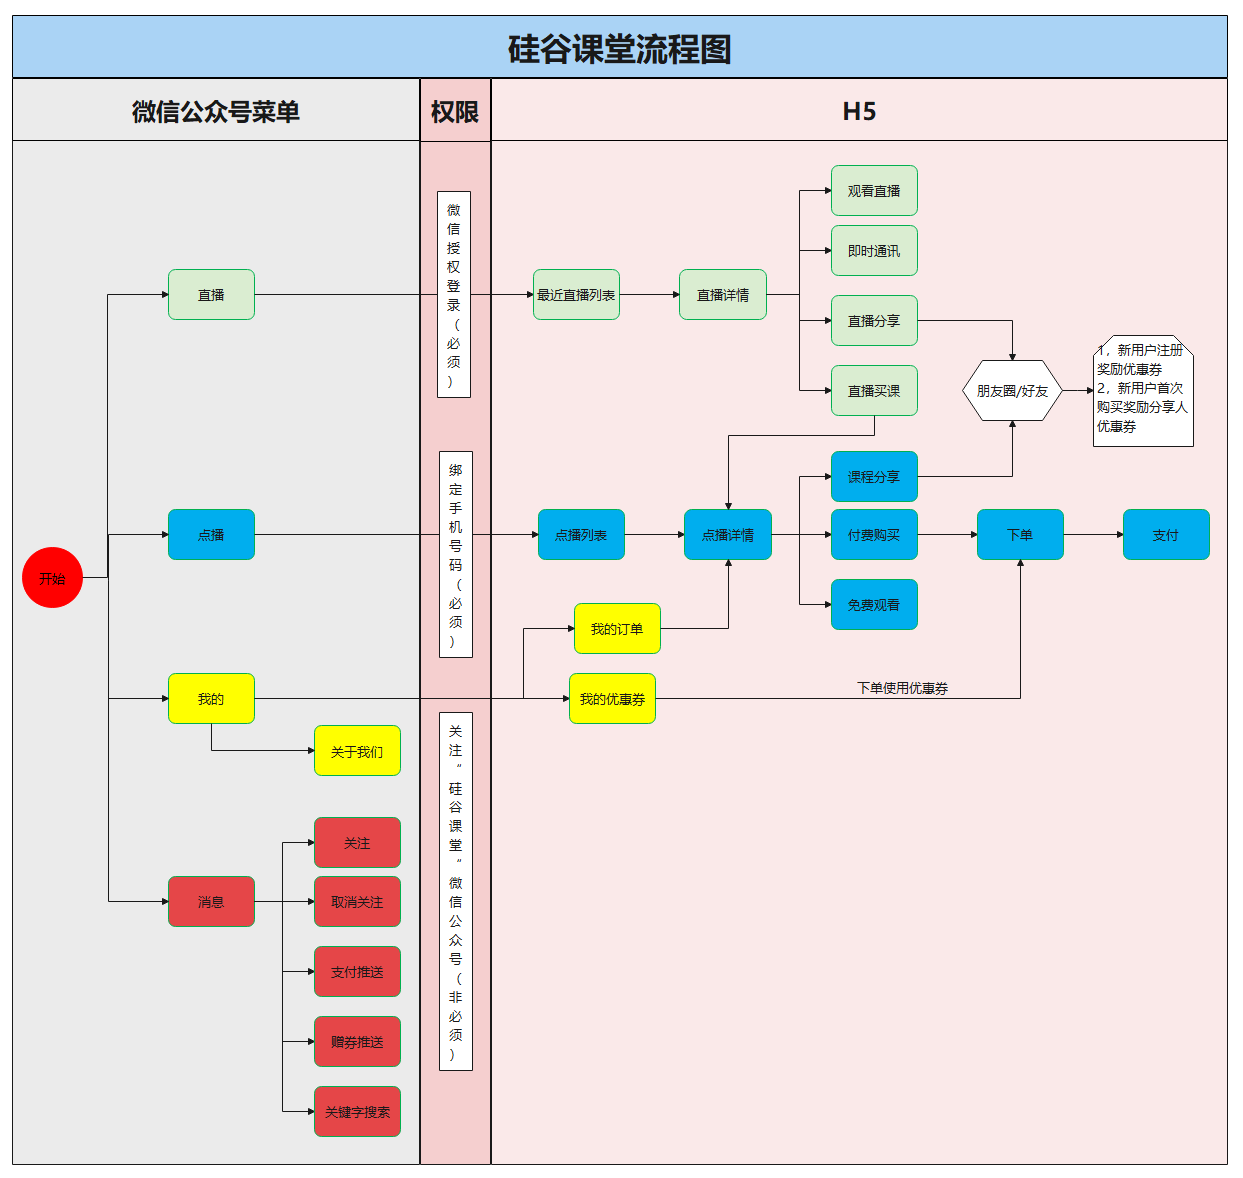 硅谷课堂流程图
微信公众号菜单
权限
H5
开始
直播
点播
我的
关于我们
消息
关注
取消关注
支付推送
赠券推送
关键字搜索
微信授权登录（必须）
绑定手机号码（必须）
关注“硅谷课堂“微信公众号（非必须）
最近直播列表
直播详情
观看直播
即时通讯
直播分享
直播买课
朋友圈/好友
1，新用户注册
奖励优惠券
2，新用户首次
购买奖励分享人
优惠券
点播列表
点播详情
课程分享
付费购买
免费观看
下单
支付
我的订单
我的优惠券
下单使用优惠券